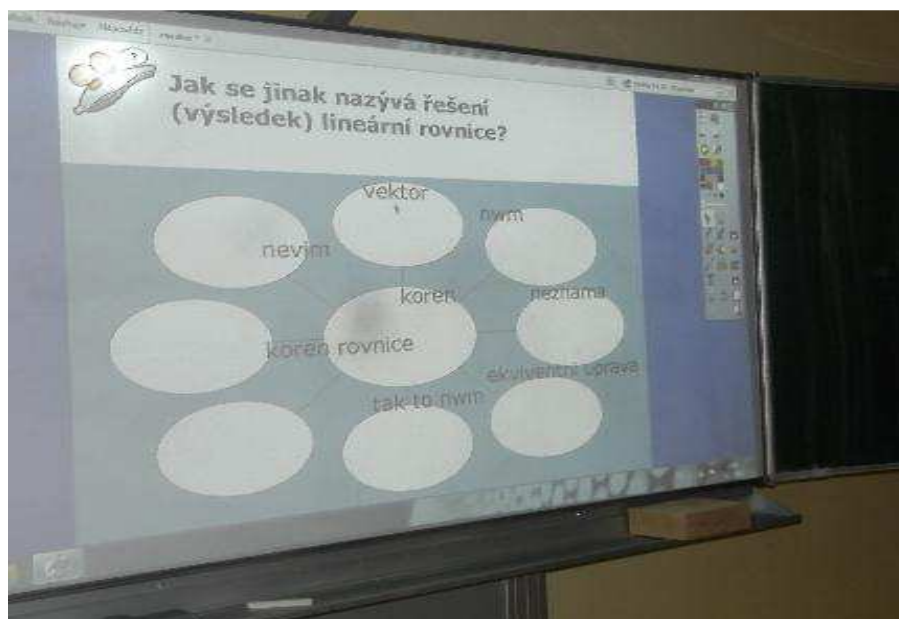 Jak se jinak nazývá řešení
(výsledek) lineární rovnice?
vektor
nwm
nevim
koren
neznama
koren rovnice
ekviventni uprava
tak to nwm